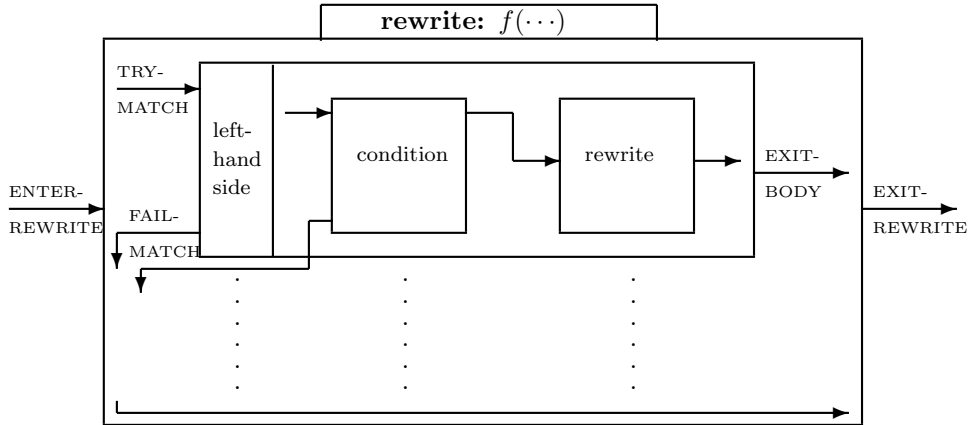 rewrite: f(···)
TRY-
MATCH
left-
hand
side
condition
rewrite
EXIT-
BODY
ENTER-
REWRITE
FAIL-
MATCH
EXIT-
REWRITE